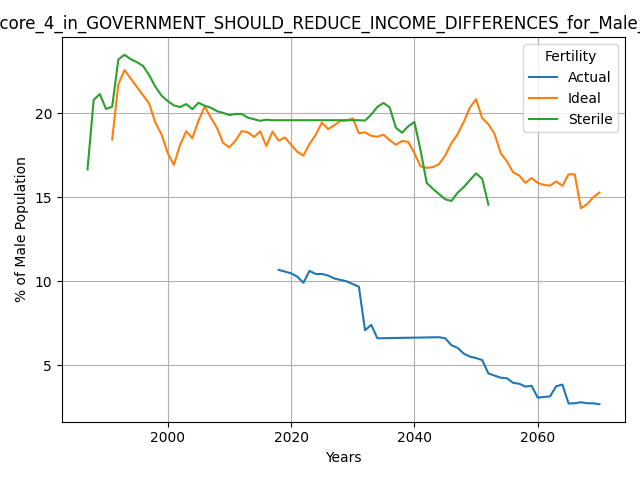 core_4_in_GOVERNMENT_SHOULD_REDUCE_INCOME_DIFFERENCES_for_Male_
Fertility
Actual
Ideal
Sterile
% of Male Population
20
15
10
5
2000 2020 2040 2060
Years